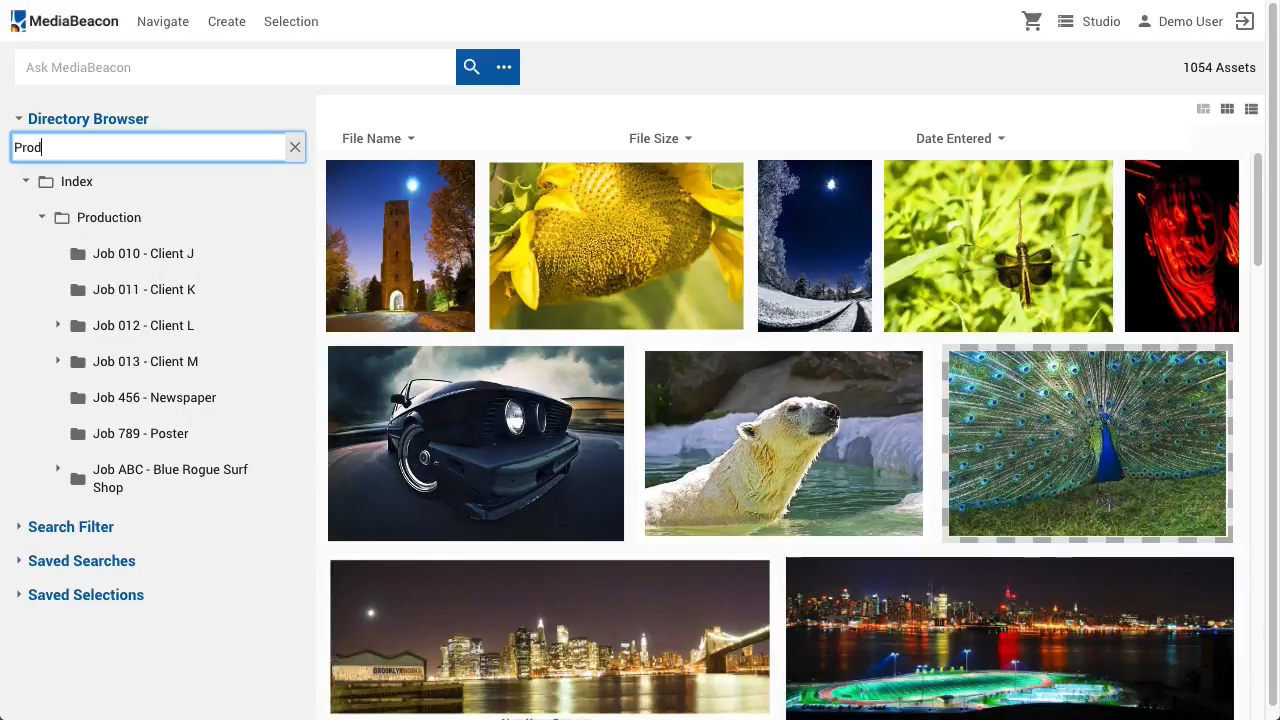 MediaBeacon Navigate Create Selection Studio Demo User
Ask MediaBeacon 1054 Assets
Directory Browser
Prod
Index
Production
Job 010 - Client J
Job 011 - Client K
Job 012 - Client L
Job 013 - Client M
Job 456 - Newspaper
Job 789 - Poster
Job ABC - Blue Rogue Surf
Shop
Search Filter
Saved Searches
Saved Selections
File Name File Size Date Entered
BROOKLYNWORKS